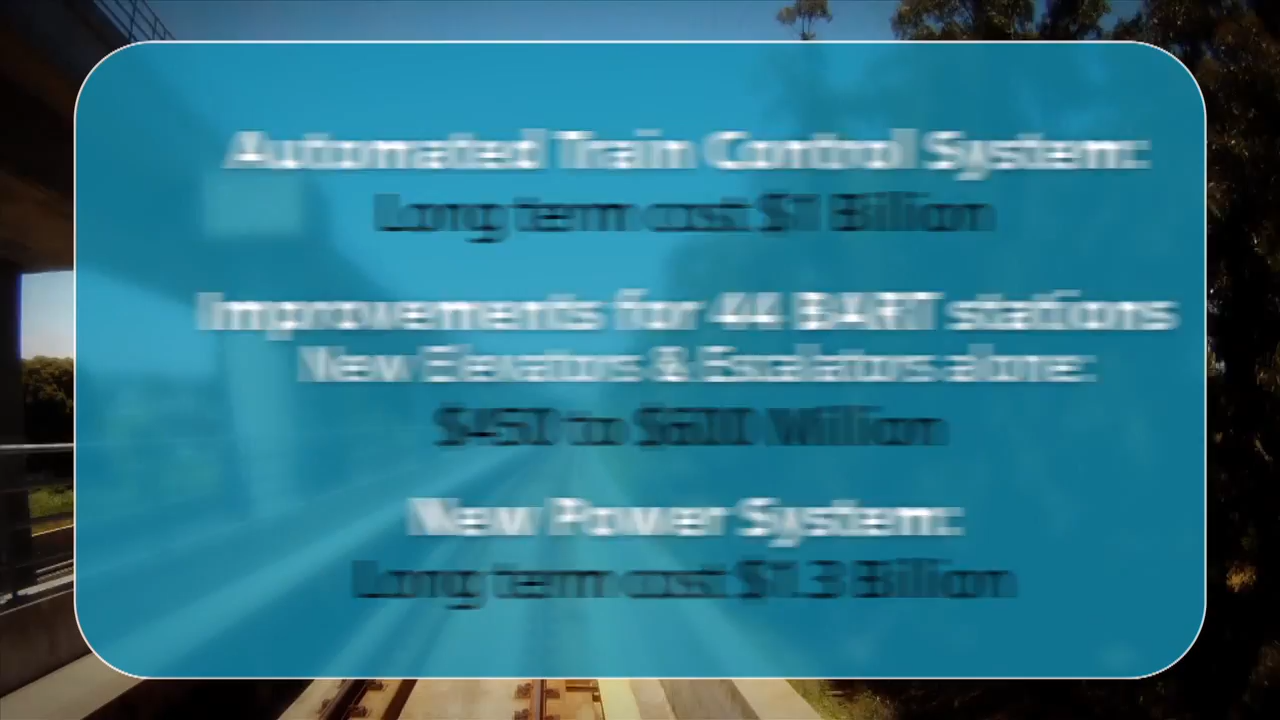 Automated Train Control System:
Long term cost $1 Billion
Improvements for 44 BART stations
New Elevators & Escalators alone:
$450 to $600 Million
New Power System:
Long term cost $1.3 Billion